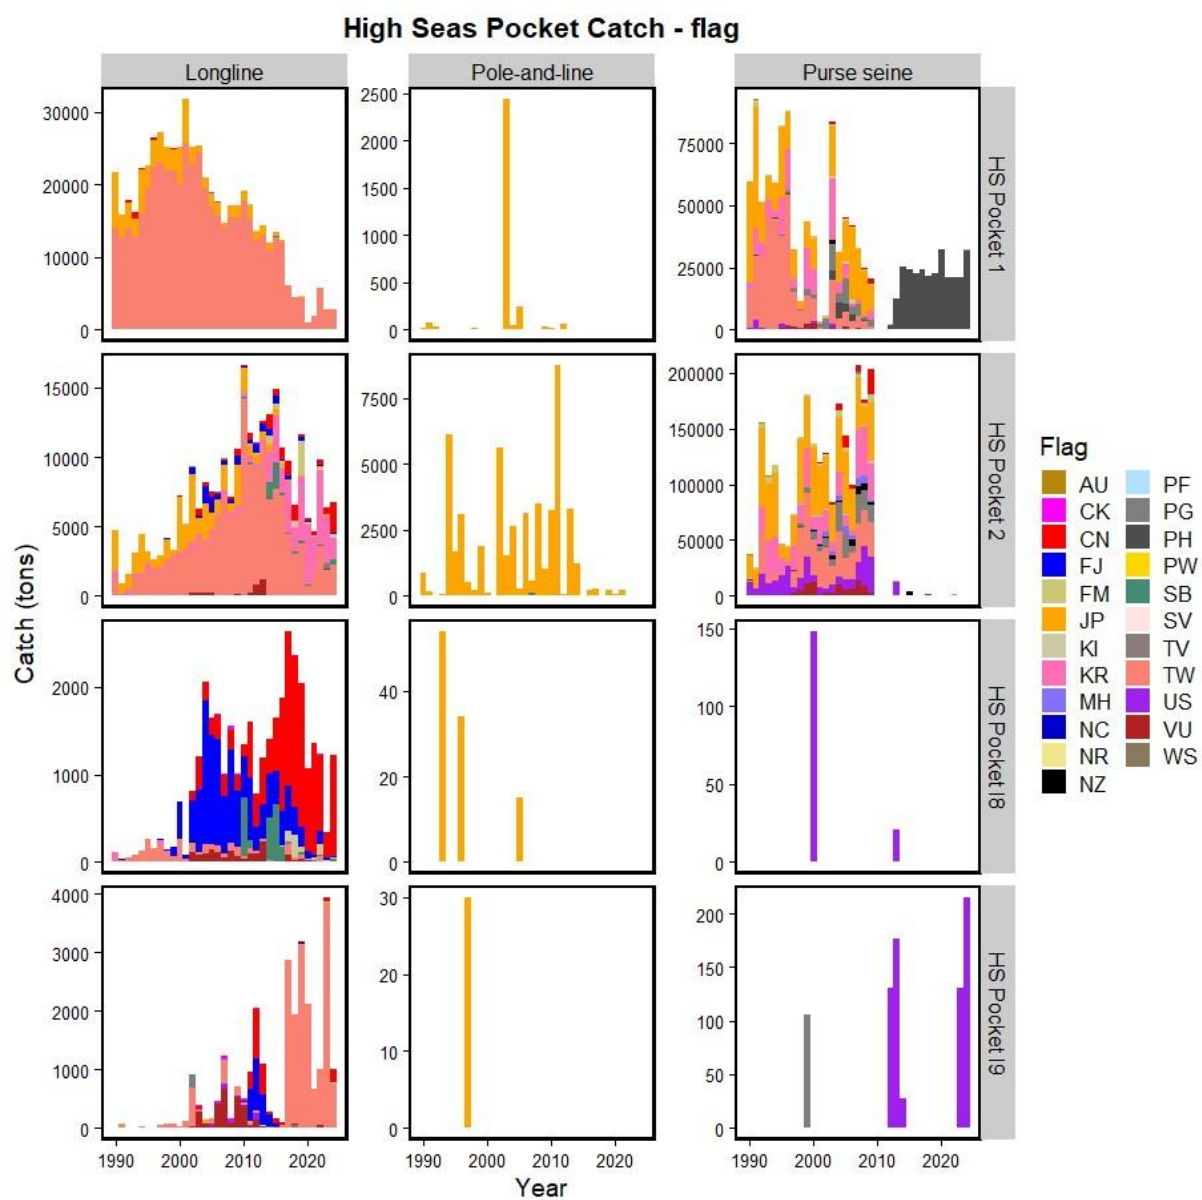 High Seas Pocket Catch - flag
Longline
Pole-and-line
Purse seine
30000
20000
10000
0
2500
2000
1500
1000
500
0
75000
50000
25000
0
HS Pocket 1
15000
10000
5000
0
7500
5000
2500
0
200000
150000
100000
50000
0
HS Pocket 2
2000
1000
0
40
20
0
150
100
50
0
HS Pocket I8
4000
3000
2000
1000
0
30
20
10
0
200
150
100
50
0
HS Pocket I9
1990 2000 2010 2020
1990 2000 2010 2020
1990 2000 2010 2020
Year
Catch (tons)
Flag
AU PF
CK PG
CN PH
FJ PW
FM SB
JP SV
KI TV
KR TW
MH US
NC VU
NR WS
NZ